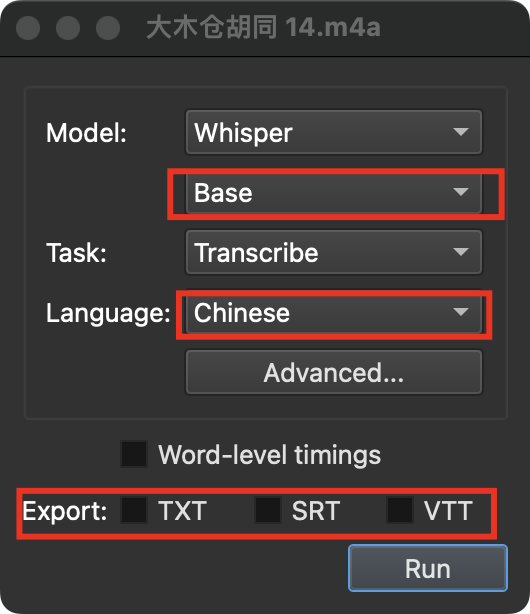 大木仓胡同 14.m4a
Model: Whisper
Base
Task: Transcribe
Language: Chinese
Advanced...
Word-level timings
Export: TXT SRT VTT
Run